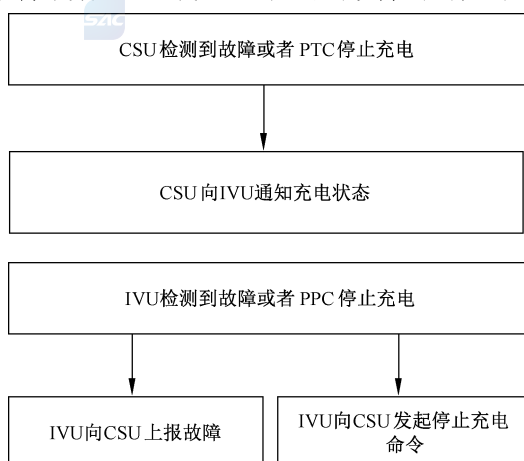 SAC
CSU检测到故障或者PTC停止充电
CSU向IVU通知充电状态
IVU检测到故障或者PPC停止充电
IVU向CSU上报故障
IVU向CSU发起停止充电
命令